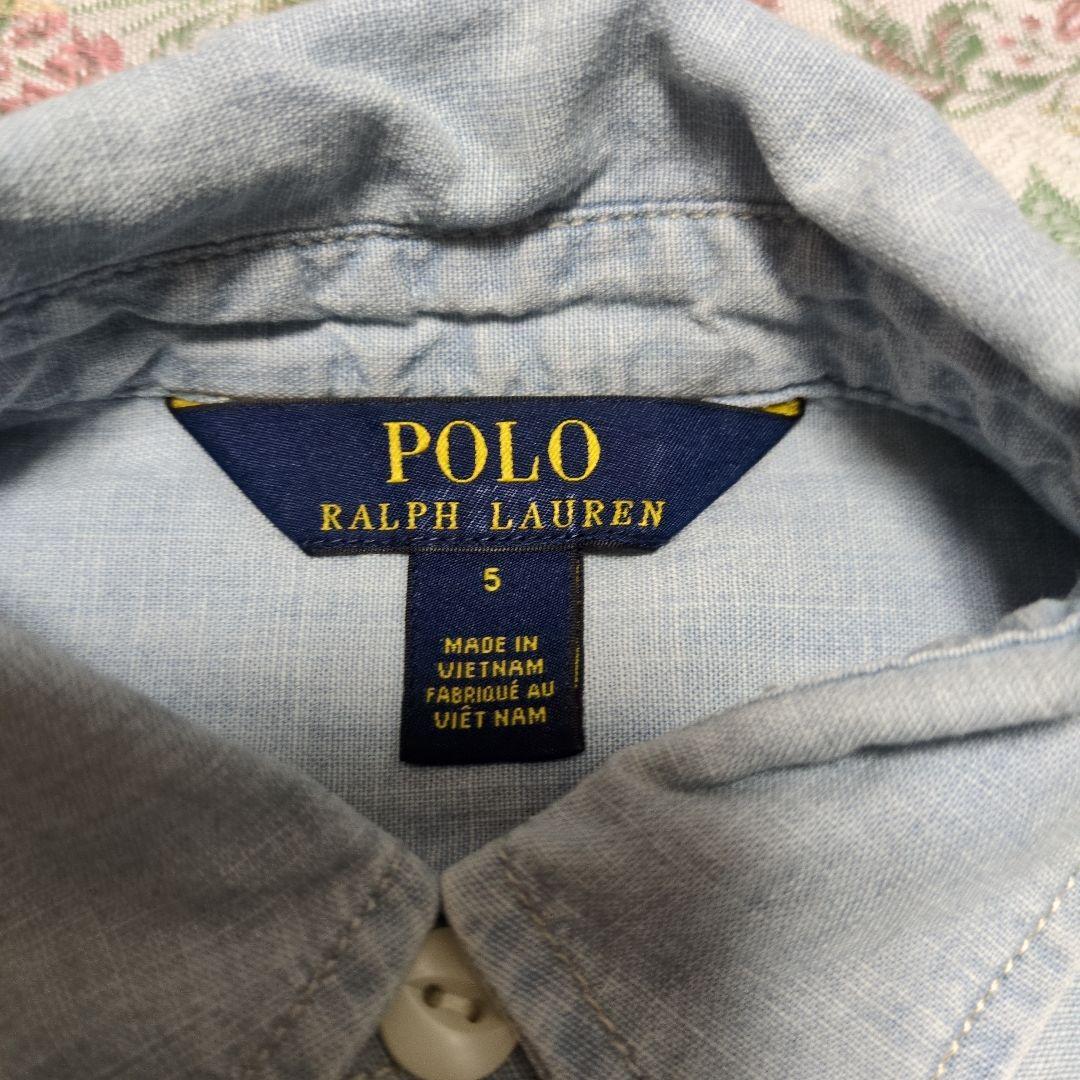 POLO
RALPH LAUREN
5
MADE IN
VIETNAM
FABRIQUÉ AU
VIÊT NAM